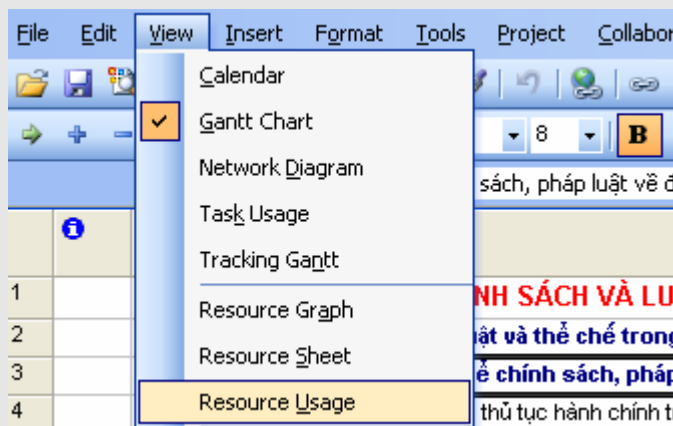 File Edit View Insert Format Tools Project Collabor
Calendar
Gantt Chart
8 B
Network Diagram
sách, pháp luật về đ
Task Usage
Tracking Gantt
1 NH SÁCH VÀ LU
Resource Graph
2 ật và thể chế trong
Resource Sheet
3 ể chính sách, pháp
Resource Usage
4 thủ tục hành chính t